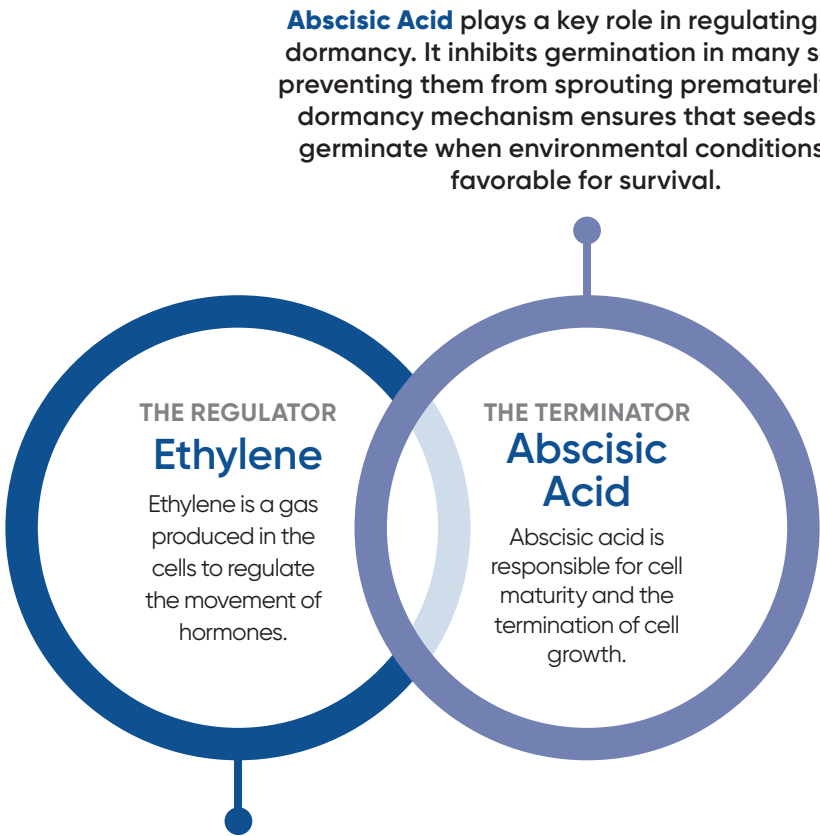 Abscisic Acid plays a key role in regulating
dormancy. It inhibits germination in many
preventing them from sprouting
dormancy mechanism ensures that seeds
germinate when environmental conditions
favorable for survival.
THE REGULATOR
Ethylene
Ethylene is a gas
produced in the
cells to regulate
the movement of
hormones.
THE TERMINATOR
Abscisic
Acid
Abscisic acid is
responsible for cell
maturity and the
termination of cell
growth.